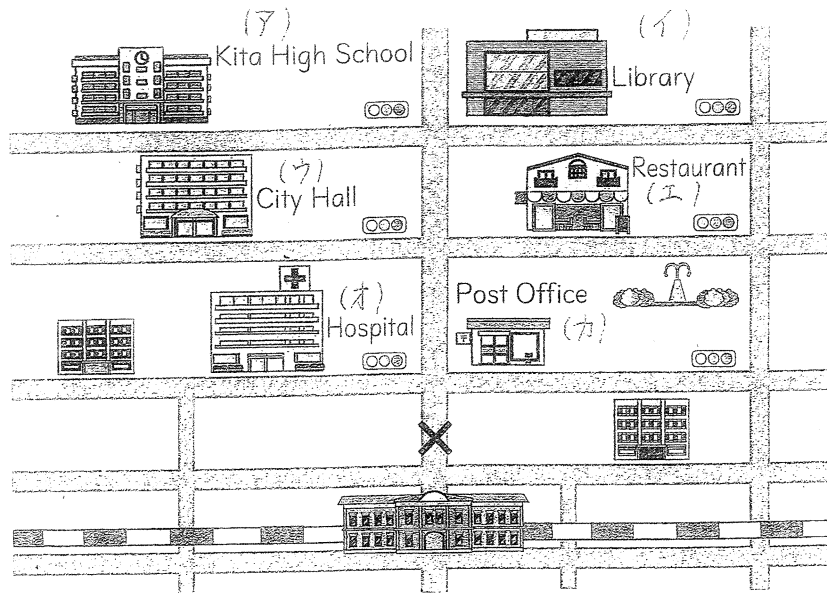 (ア)
Kita High School
(イ)
Library
(ウ)
City Hall
Restaurant
(エ)
(オ)
Hospital
Post Office
(カ)